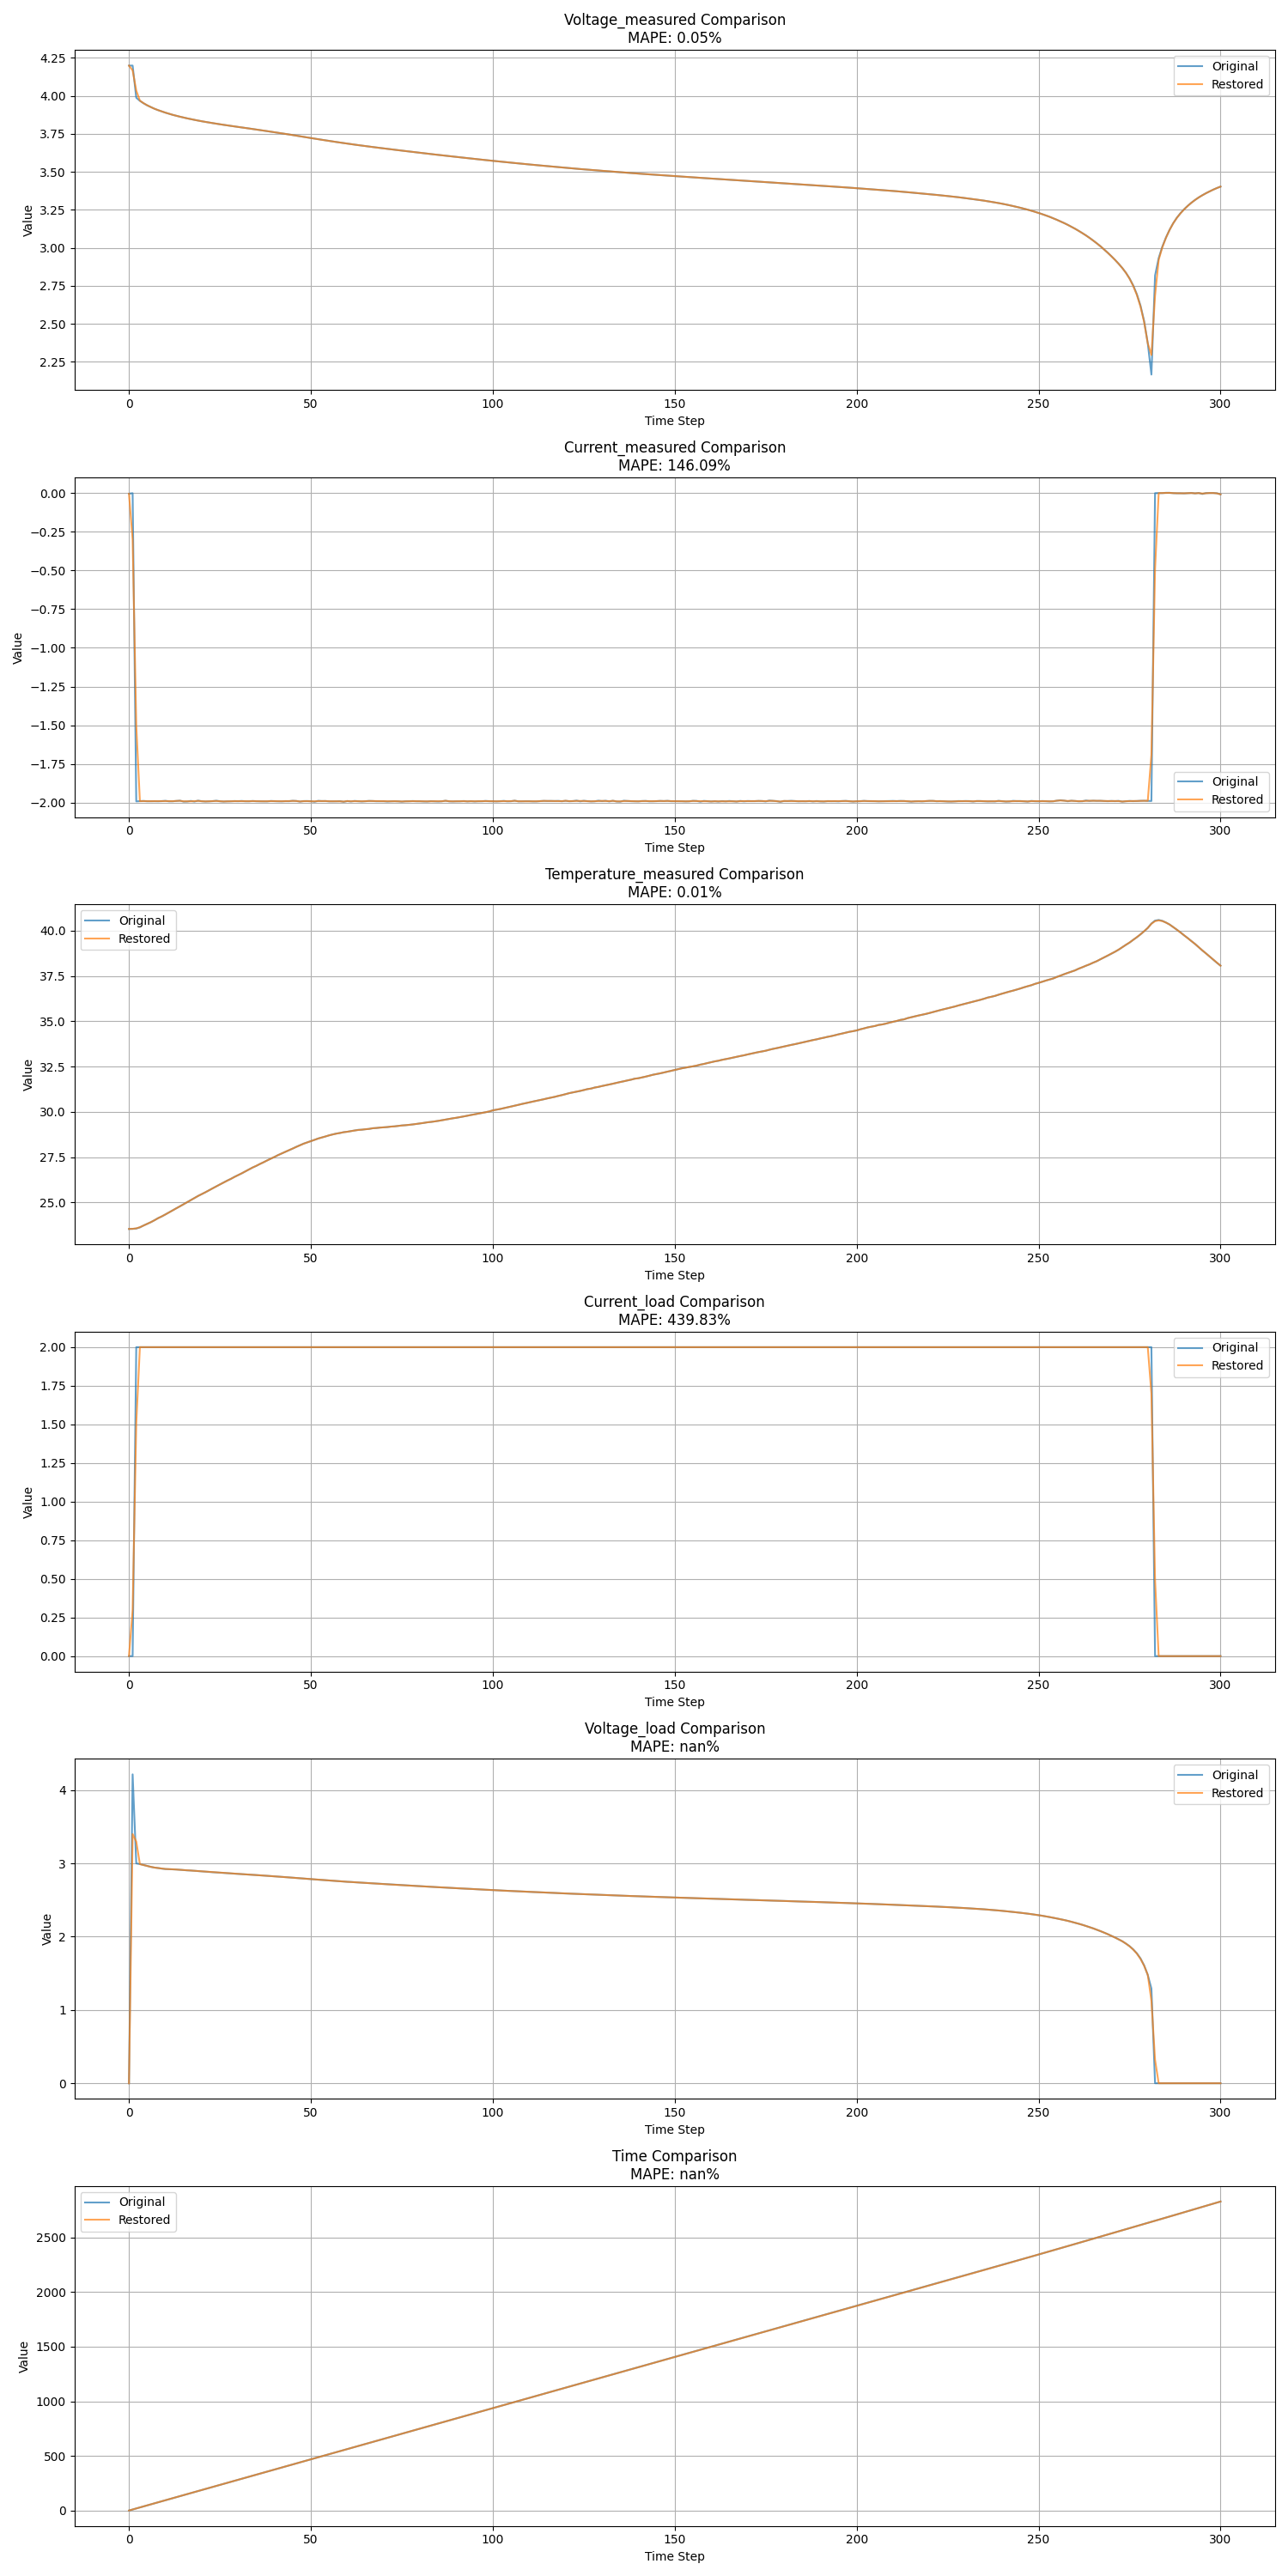 Voltage_measured Comparison
MAPE: 0.05%
4.25
4.00
3.75
3.50
3.25
3.00
2.75
2.50
2.25
Value
Original
Restored
0 50 100 150 200 250 300
Time Step
Current_measured Comparison
MAPE: 146.09%
0.00
−0.25
−0.50
−0.75
−1.00
−1.25
−1.50
−1.75
−2.00
Value
Original
Restored
0 50 100 150 200 250 300
Time Step
Temperature_measured Comparison
MAPE: 0.01%
Original
Restored
40.0
37.5
35.0
32.5
30.0
27.5
25.0
Value
0 50 100 150 200 250 300
Time Step
Current_load Comparison
MAPE: 439.83%
2.00
1.75
1.50
1.25
1.00
0.75
0.50
0.25
0.00
Value
Original
Restored
0 50 100 150 200 250 300
Time Step
Voltage_load Comparison
MAPE: nan%
4
3
2
1
0
Value
Original
Restored
0 50 100 150 200 250 300
Time Step
Time Comparison
MAPE: nan%
Original
Restored
2500
2000
1500
1000
500
0
Value
0 50 100 150 200 250 300
Time Step